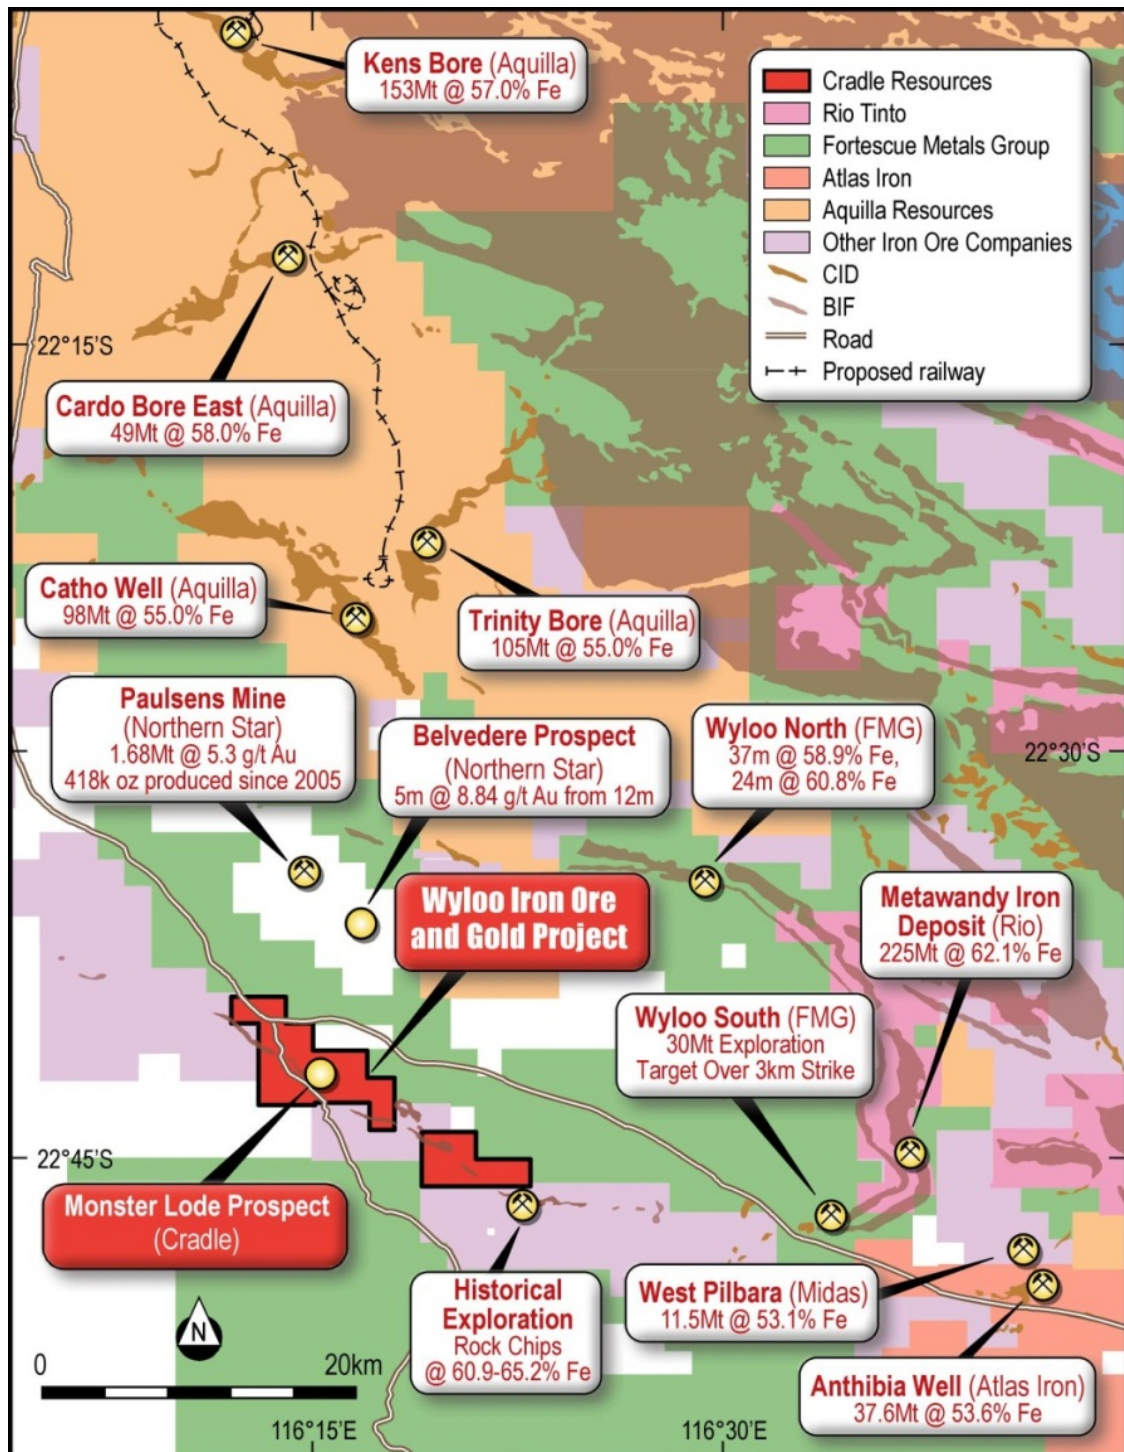 Kens Bore (Aquilla)
153Mt @ 57.0% Fe
Cradle Resources
Rio Tinto
Fortescue Metals Group
Atlas Iron
Aquilla Resources
Other Iron Ore Companies
CID
BIF
Road
Proposed railway
22°15'S
Cardo Bore East (Aquilla)
49Mt @ 58.0% Fe
Catho Well (Aquilla)
98Mt @ 55.0% Fe
Trinity Bore (Aquilla)
105Mt @ 55.0% Fe
Paulsens Mine
(Northern Star)
1.68Mt @ 5.3 g/t Au
418k oz produced since 2005
Belvedere Prospect
(Northern Star)
5m @ 8.84 g/t Au from 12m
Wyloo North (FMG)
37m @ 58.9% Fe,
24m @ 60.8% Fe
22°30'S
Wyloo Iron Ore
and Gold Project
Metawandy Iron
Deposit (Rio)
225Mt @ 62.1% Fe
Wyloo South (FMG)
30Mt Exploration
Target Over 3km Strike
22°45'S
Monster Lode Prospect
(Cradle)
Historical
Exploration
Rock Chips
@ 60.9-65.2% Fe
West Pilbara (Midas)
11.5Mt @ 53.1% Fe
Anthibia Well (Atlas Iron)
37.6Mt @ 53.6% Fe
N
0 20km
116°15'E
116°30'E